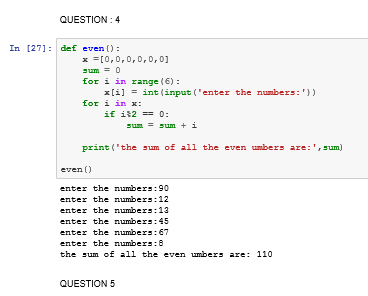 QUESTION : 4
In [27]: def even():
x =[0,0,0,0,0,0]
sum = 0
for i in range(6):
x[i] = int(input('enter the numbers:'))
for i in x:
if i%2 == 0:
sum = sum + i
print('the sum of all the even umbers are:',sum)
even()
enter the numbers:90
enter the numbers:12
enter the numbers:13
enter the numbers:45
enter the numbers:67
enter the numbers:8
the sum of all the even umbers are: 110
QUESTION 5